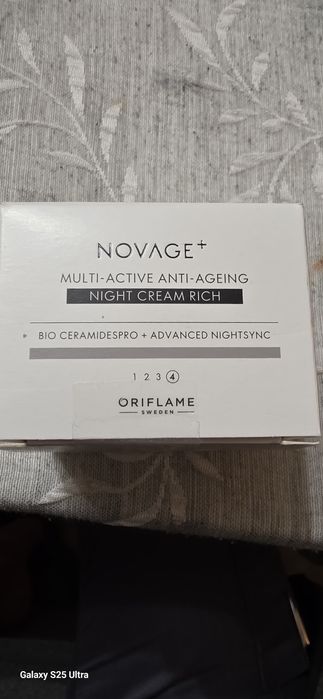 NOVAGE+
MULTI-ACTIVE ANTI-AGEING
NIGHT CREAM RICH
BIO CERAMIDESPRO + ADVANCED NIGHTSYNC
1 2 3 4
ORIFLAME
SWEDEN
Galaxy S25 Ultra